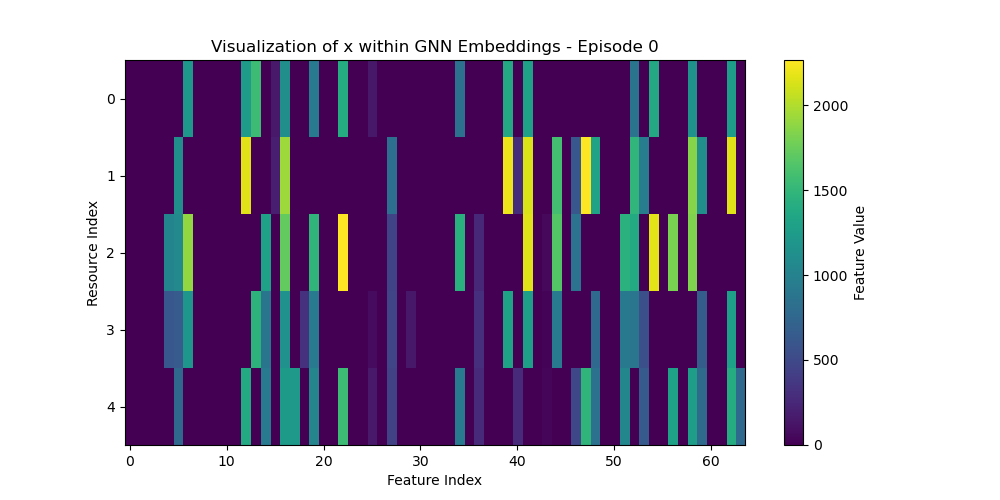 Visualization of x within GNN Embeddings - Episode 0
0
1
2
3
4
Resource Index
0 10 20 30 40 50 60
Feature Index
2000
1500
1000
500
0
Feature Value